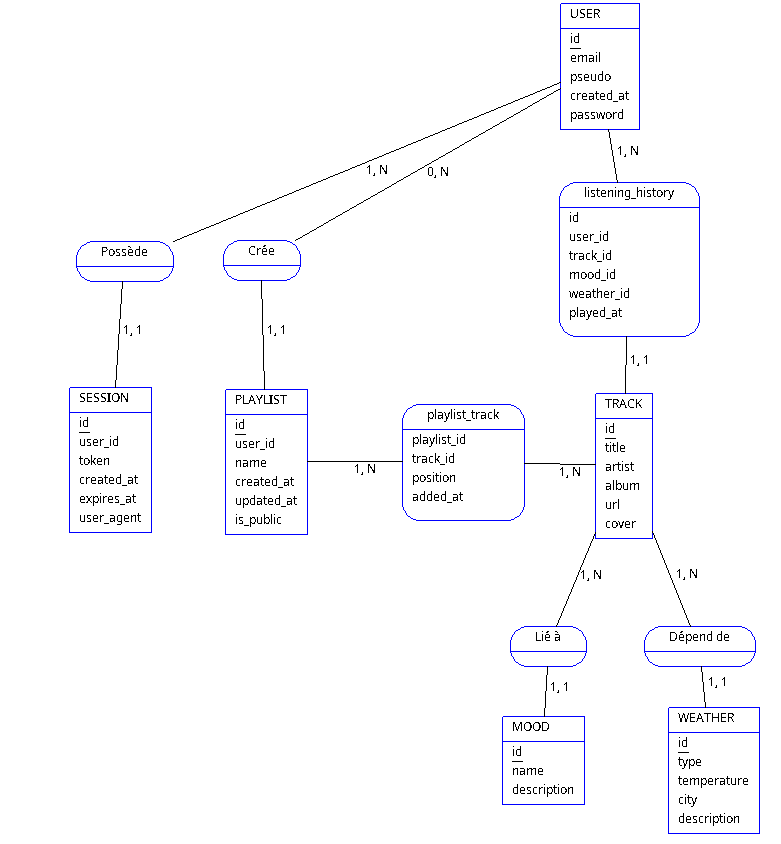 USER
id
email
pseudo
created_at
password
1, N
0, N
1, N
listening_history
id
user_id
track_id
mood_id
weather_id
played_at
Possède
Crée
1, 1
1, 1
1, 1
SESSION
id
user_id
token
created_at
expires_at
user_agent
PLAYLIST
id
user_id
name
created_at
updated_at
is_public
1, N
playlist_track
playlist_id
track_id
position
added_at
1, N
TRACK
id
title
artist
album
url
cover
1, N
1, N
Lié à
Dépend de
1, 1
1, 1
MOOD
id
name
description
WEATHER
id
type
temperature
city
description